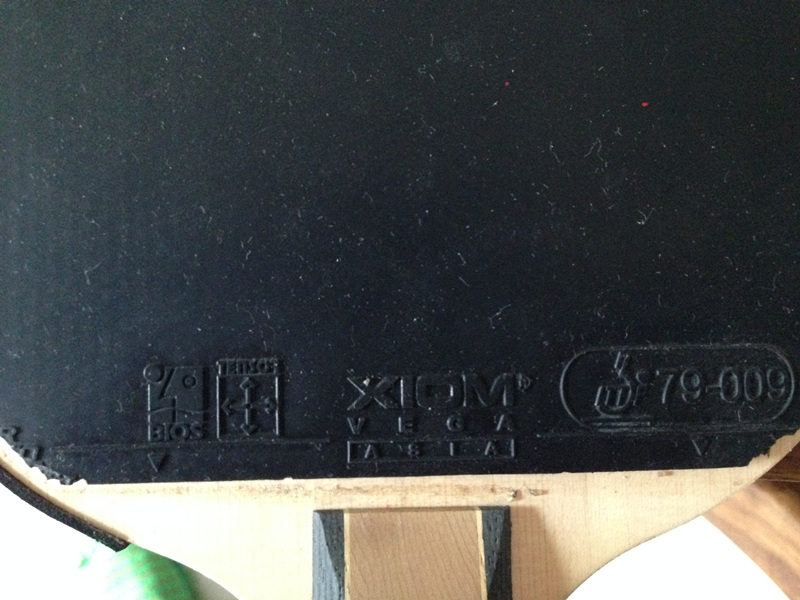 BIOS
TENSOR
XIOM®
VEGA
ASIA
79-009